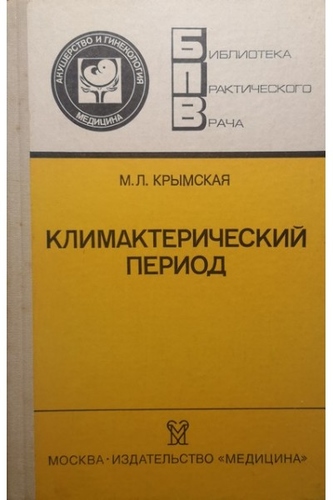 АКУШЕРСТВО И ГИНЕКОЛОГИЯ
МЕДИЦИНА
БИБЛИОТЕКА
ПРАКТИЧЕСКОГО
ВРАЧА
М.Л. КРЫМСКАЯ
КЛИМАКТЕРИЧЕСКИЙ
ПЕРИОД
МОСКВА · ИЗДАТЕЛЬСТВО «МЕДИЦИНА»